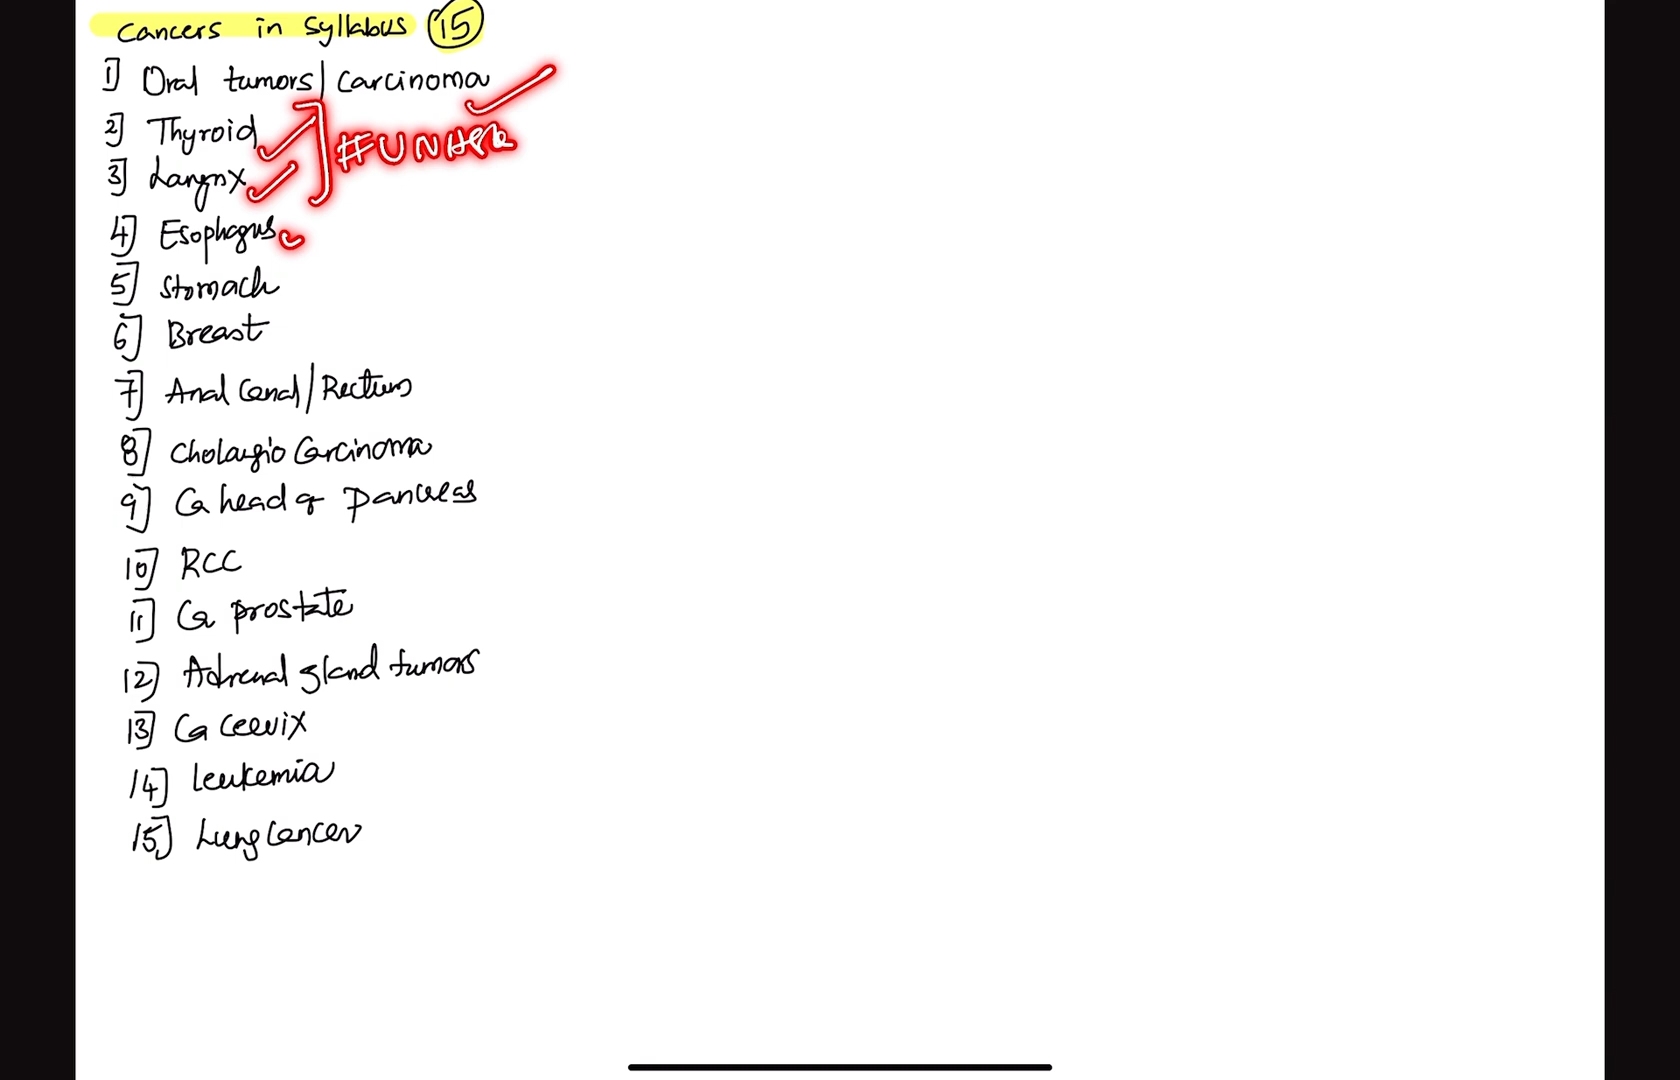 Cancers in Syllabus 15
1] Oral tumors/Carcinoma
2] Thyroid
3] Larynx
#UNHRR
4] Esophagus
5] Stomach
6] Breast
7] Anal Canal/Rectum
8] Cholangio Carcinoma
9] Ca head of pancreas
10] RCC
11] Ca prostate
12] Adrenal gland tumors
13] Ca Cervix
14] Leukemia
15] Lung Cancer